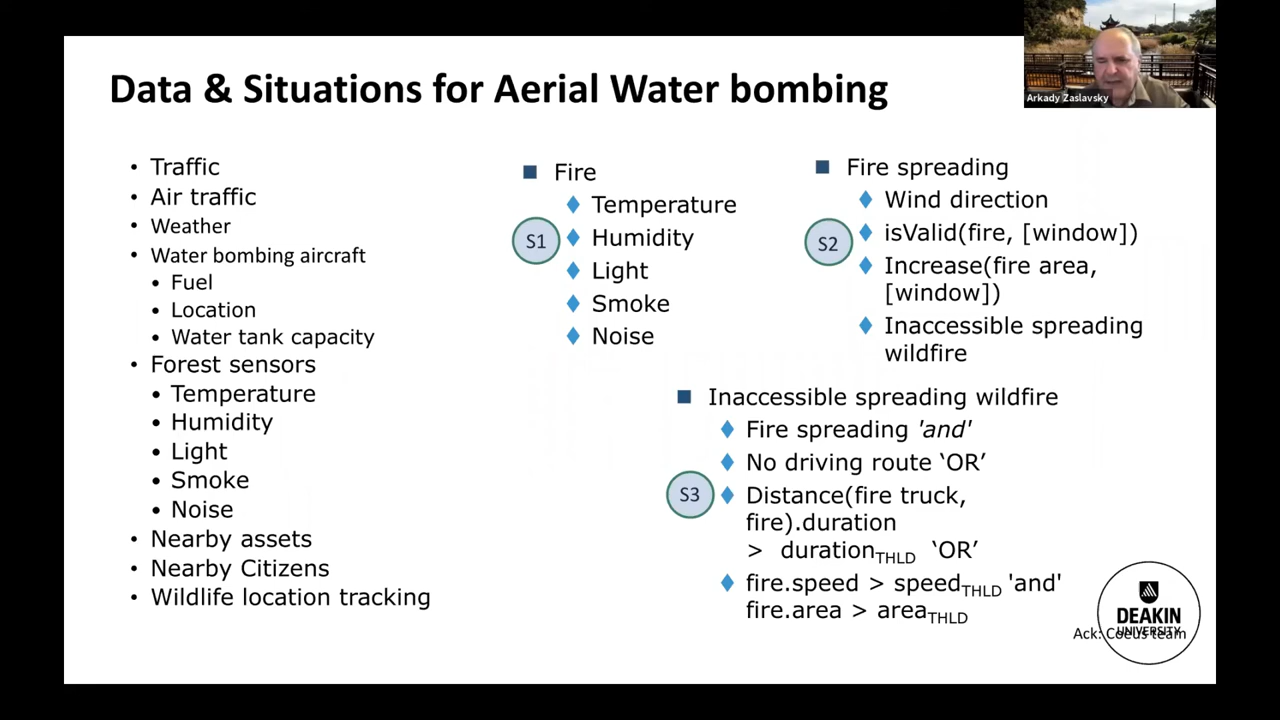 Data & Situations for Aerial Water bombing
Arkady Zaslavsky
Traffic
Air traffic
Weather
Water bombing aircraft
Fuel
Location
Water tank capacity
Forest sensors
Temperature
Humidity
Light
Smoke
Noise
Nearby assets
Nearby Citizens
Wildlife location tracking
S1
Fire
Temperature
Humidity
Light
Smoke
Noise
S2
Fire spreading
Wind direction
isValid(fire, [window])
Increase(fire area,
[window])
Inaccessible spreading
wildfire
S3
Inaccessible spreading wildfire
Fire spreading 'and'
No driving route ‘OR’
Distance(fire truck,
fire).duration
> durationTHLD ‘OR’
fire.speed > speedTHLD 'and'
fire.area > areaTHLD
DEAKIN
UNIVERSITY
Ack: Coeus team